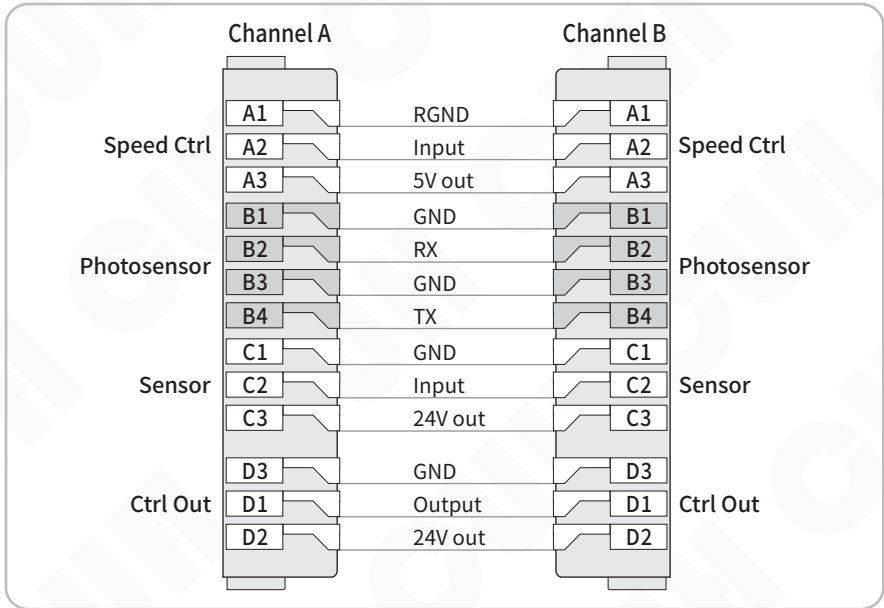 Channel A Channel B
A1 RGND A1
Speed Ctrl A2 Input A2 Speed Ctrl
A3 5V out A3
B1 GND B1
B2 RX B2
Photosensor Photosensor
B3 GND B3
B4 TX B4
C1 GND C1
Sensor C2 Input C2 Sensor
C3 24V out C3
D3 GND D3
Ctrl Out D1 Output D1 Ctrl Out
D2 24V out D2